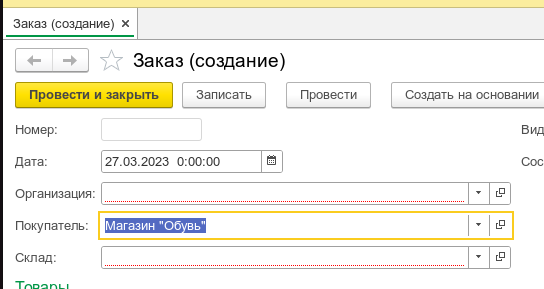 Заказ (создание) ×
Заказ (создание)
Провести и закрыть Записать Провести Создать на основании
Номер: Вид
Дата: 27.03.2023 0:00:00 Сос
Организация:
Покупатель: Магазин "Обувь"
Склад:
Товары